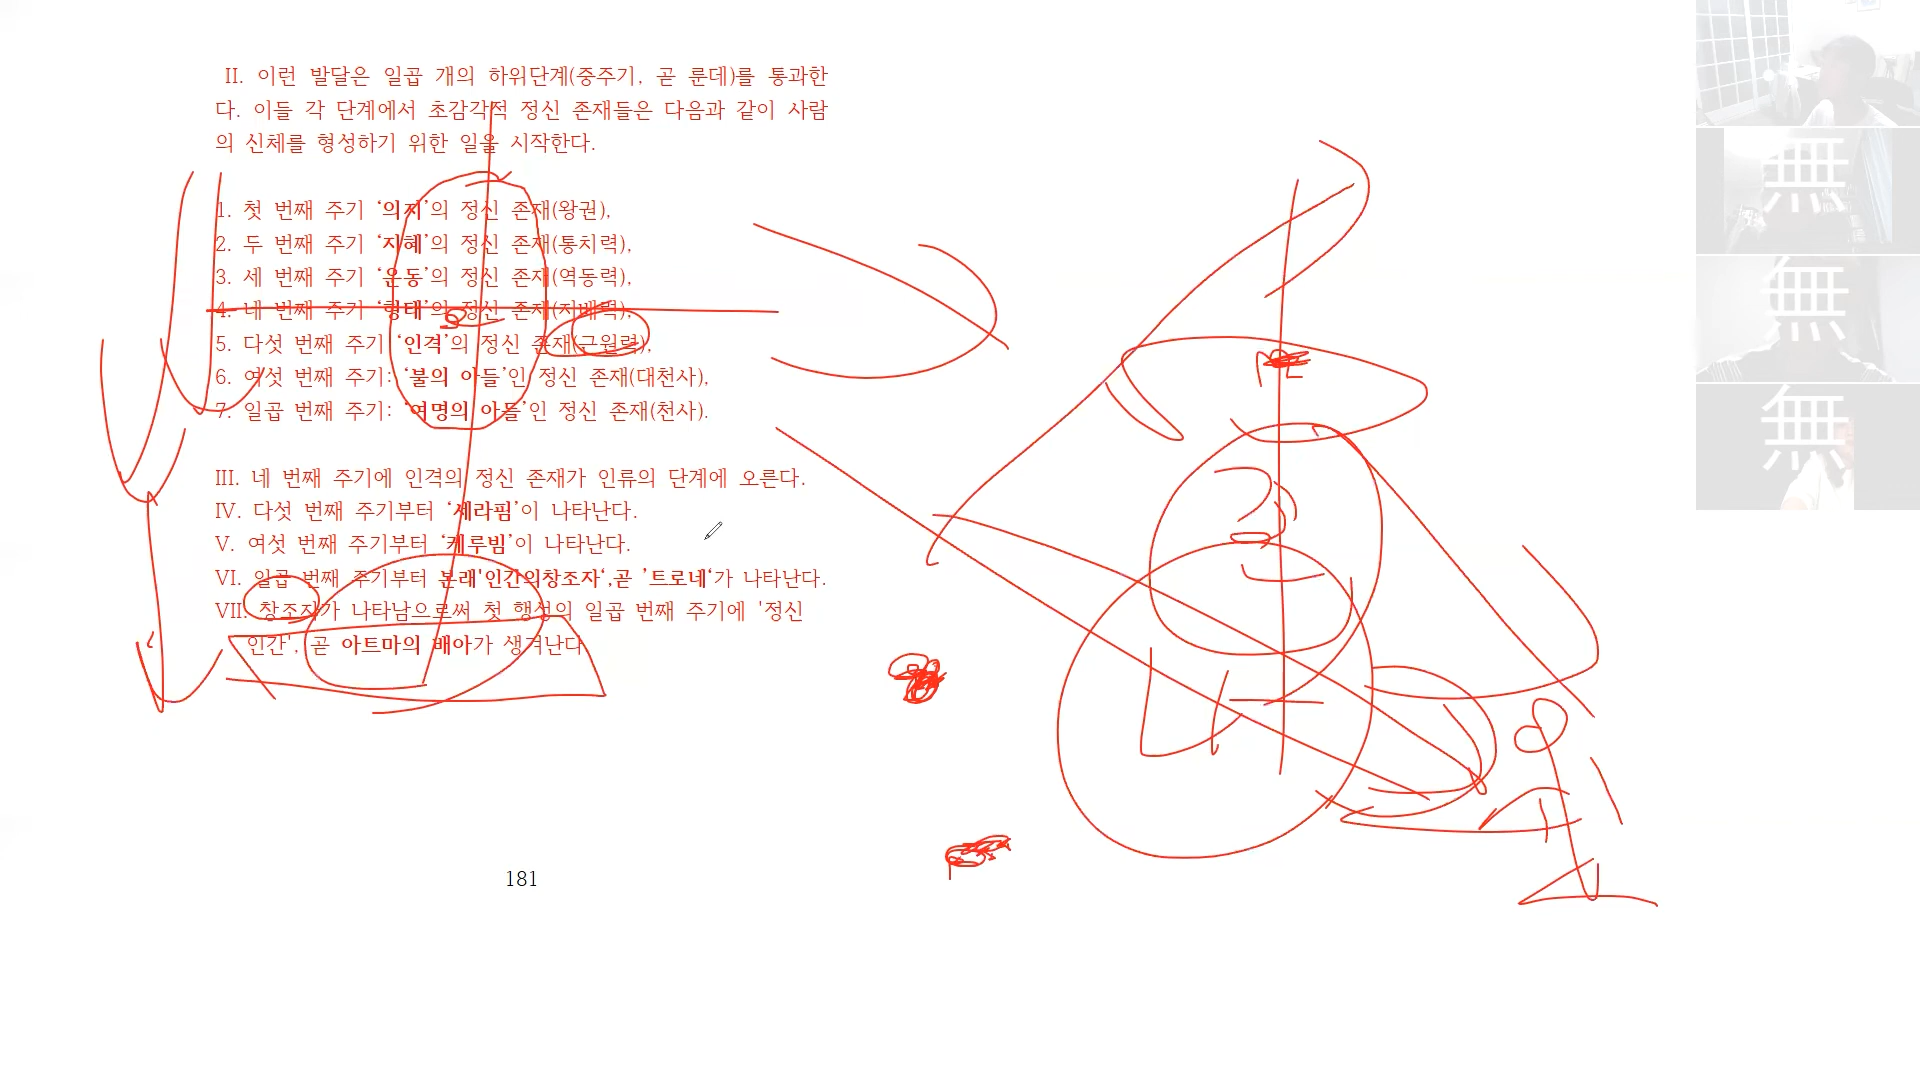 II. 이런 발달은 일곱 개의 하위단계(중주기, 곧 룬데)를 통과한
다. 이들 각 단계에서 초감각적 정신 존재들은 다음과 같이 사람
의 신체를 형성하기 위한 일을 시작한다.
1. 첫 번째 주기 ‘의지’의 정신 존재(왕권),
2. 두 번째 주기 ‘지혜’의 정신 존재(통치력),
3. 세 번째 주기 ‘운동’의 정신 존재(역동력),
4. 네 번째 주기 ‘형태’의 정신 존재(지배력),
5. 다섯 번째 주기 ‘인격’의 정신 존재(근원력),
6. 여섯 번째 주기: ‘불의 아들’인 정신 존재(대천사),
7. 일곱 번째 주기: ‘여명의 아들’인 정신 존재(천사).
III. 네 번째 주기에 인격의 정신 존재가 인류의 단계에 오른다.
IV. 다섯 번째 주기부터 ‘세라핌’이 나타난다.
V. 여섯 번째 주기부터 ‘케루빔’이 나타난다.
VI. 일곱 번째 주기부터 본래'인간의창조자‘,곧 ’트로네‘가 나타난다.
VII. 창조자가 나타남으로써 첫 행성의 일곱 번째 주기에 '정신
인간', 곧 아트마의 배아가 생겨난다
181
無
無
無